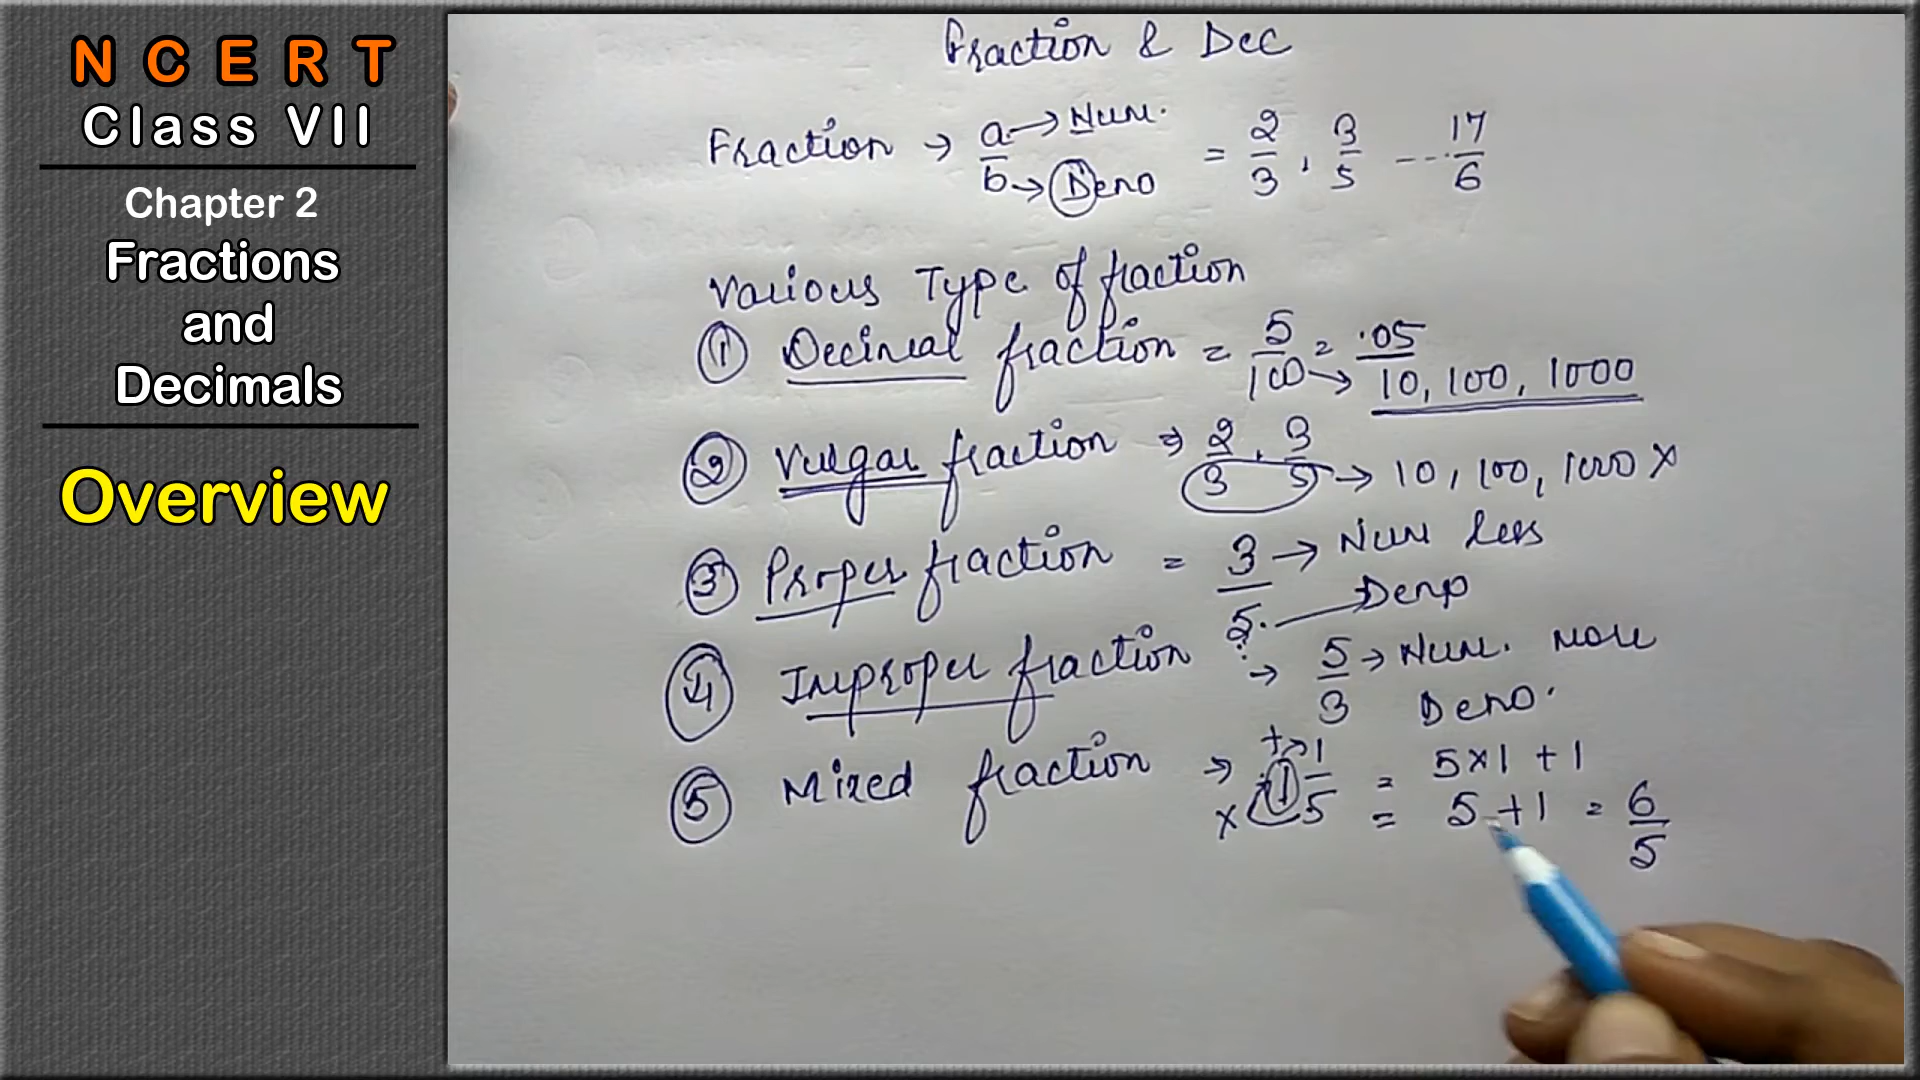 NCERT
Class VII
Chapter 2
Fractions
and
Decimals
Overview
Fraction & Dec
Fraction → a/b a → Num. b → Deno = 2/3, 3/5 ---- 17/6
Various Type of fraction
① Decimal fraction = 5/100 = .05 → 10, 100, 1000
② Vulgar fraction ⇒ 2/3, 3/5 → 10, 100, 1000 ×
③ Proper fraction = 3/5 → Num less Deno
④ Improper fraction → 5/3 → Num. more Deno.
⑤ Mixed fraction → 1 1/5 + × = 5×1 + 1
= 5 + 1 = 6/5